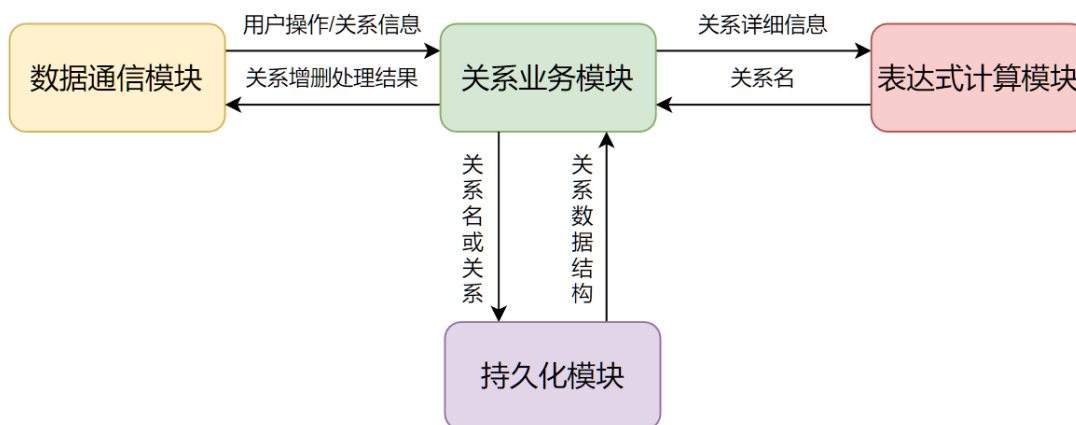 用户操作/关系信息
关系详细信息
数据通信模块
关系增删处理结果
关系业务模块
关系名
表达式计算模块
关系名或关系
关系数据结构
持久化模块